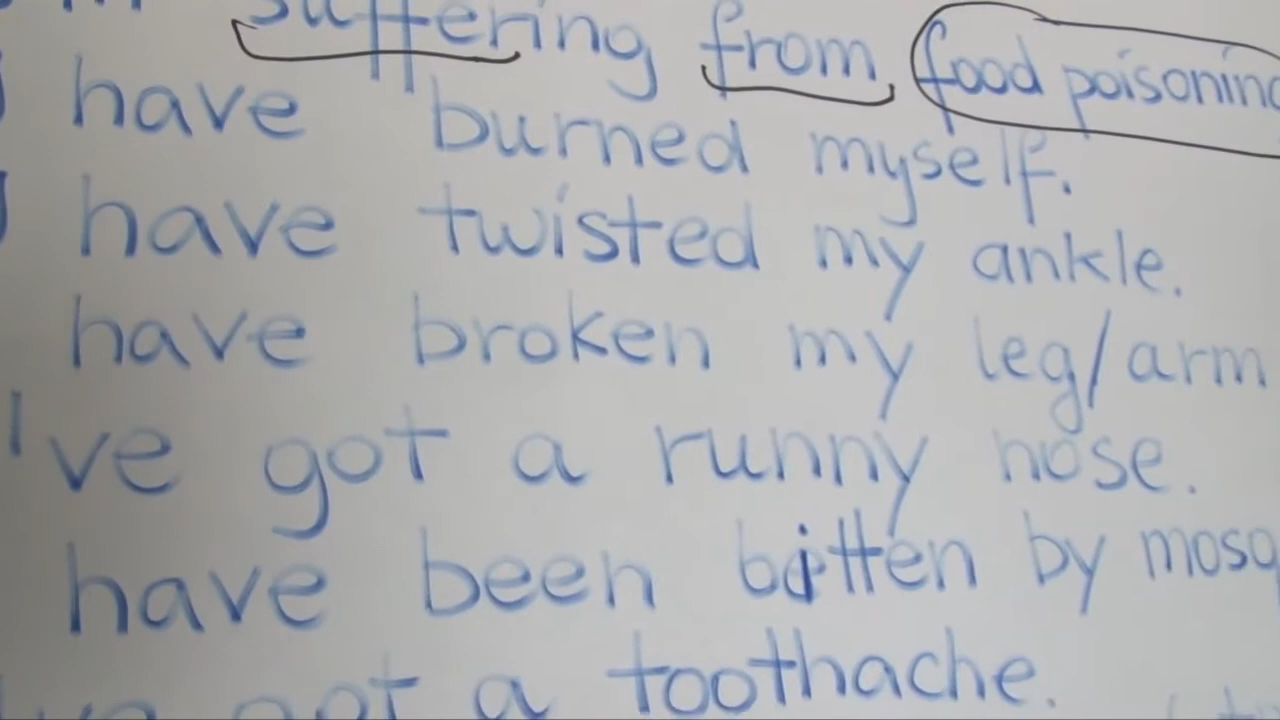 suffering from food poisoning
have burned myself.
have twisted my ankle.
have broken my leg/arm
I've got a runny nose.
have been bitten by mosq
got a toothache.